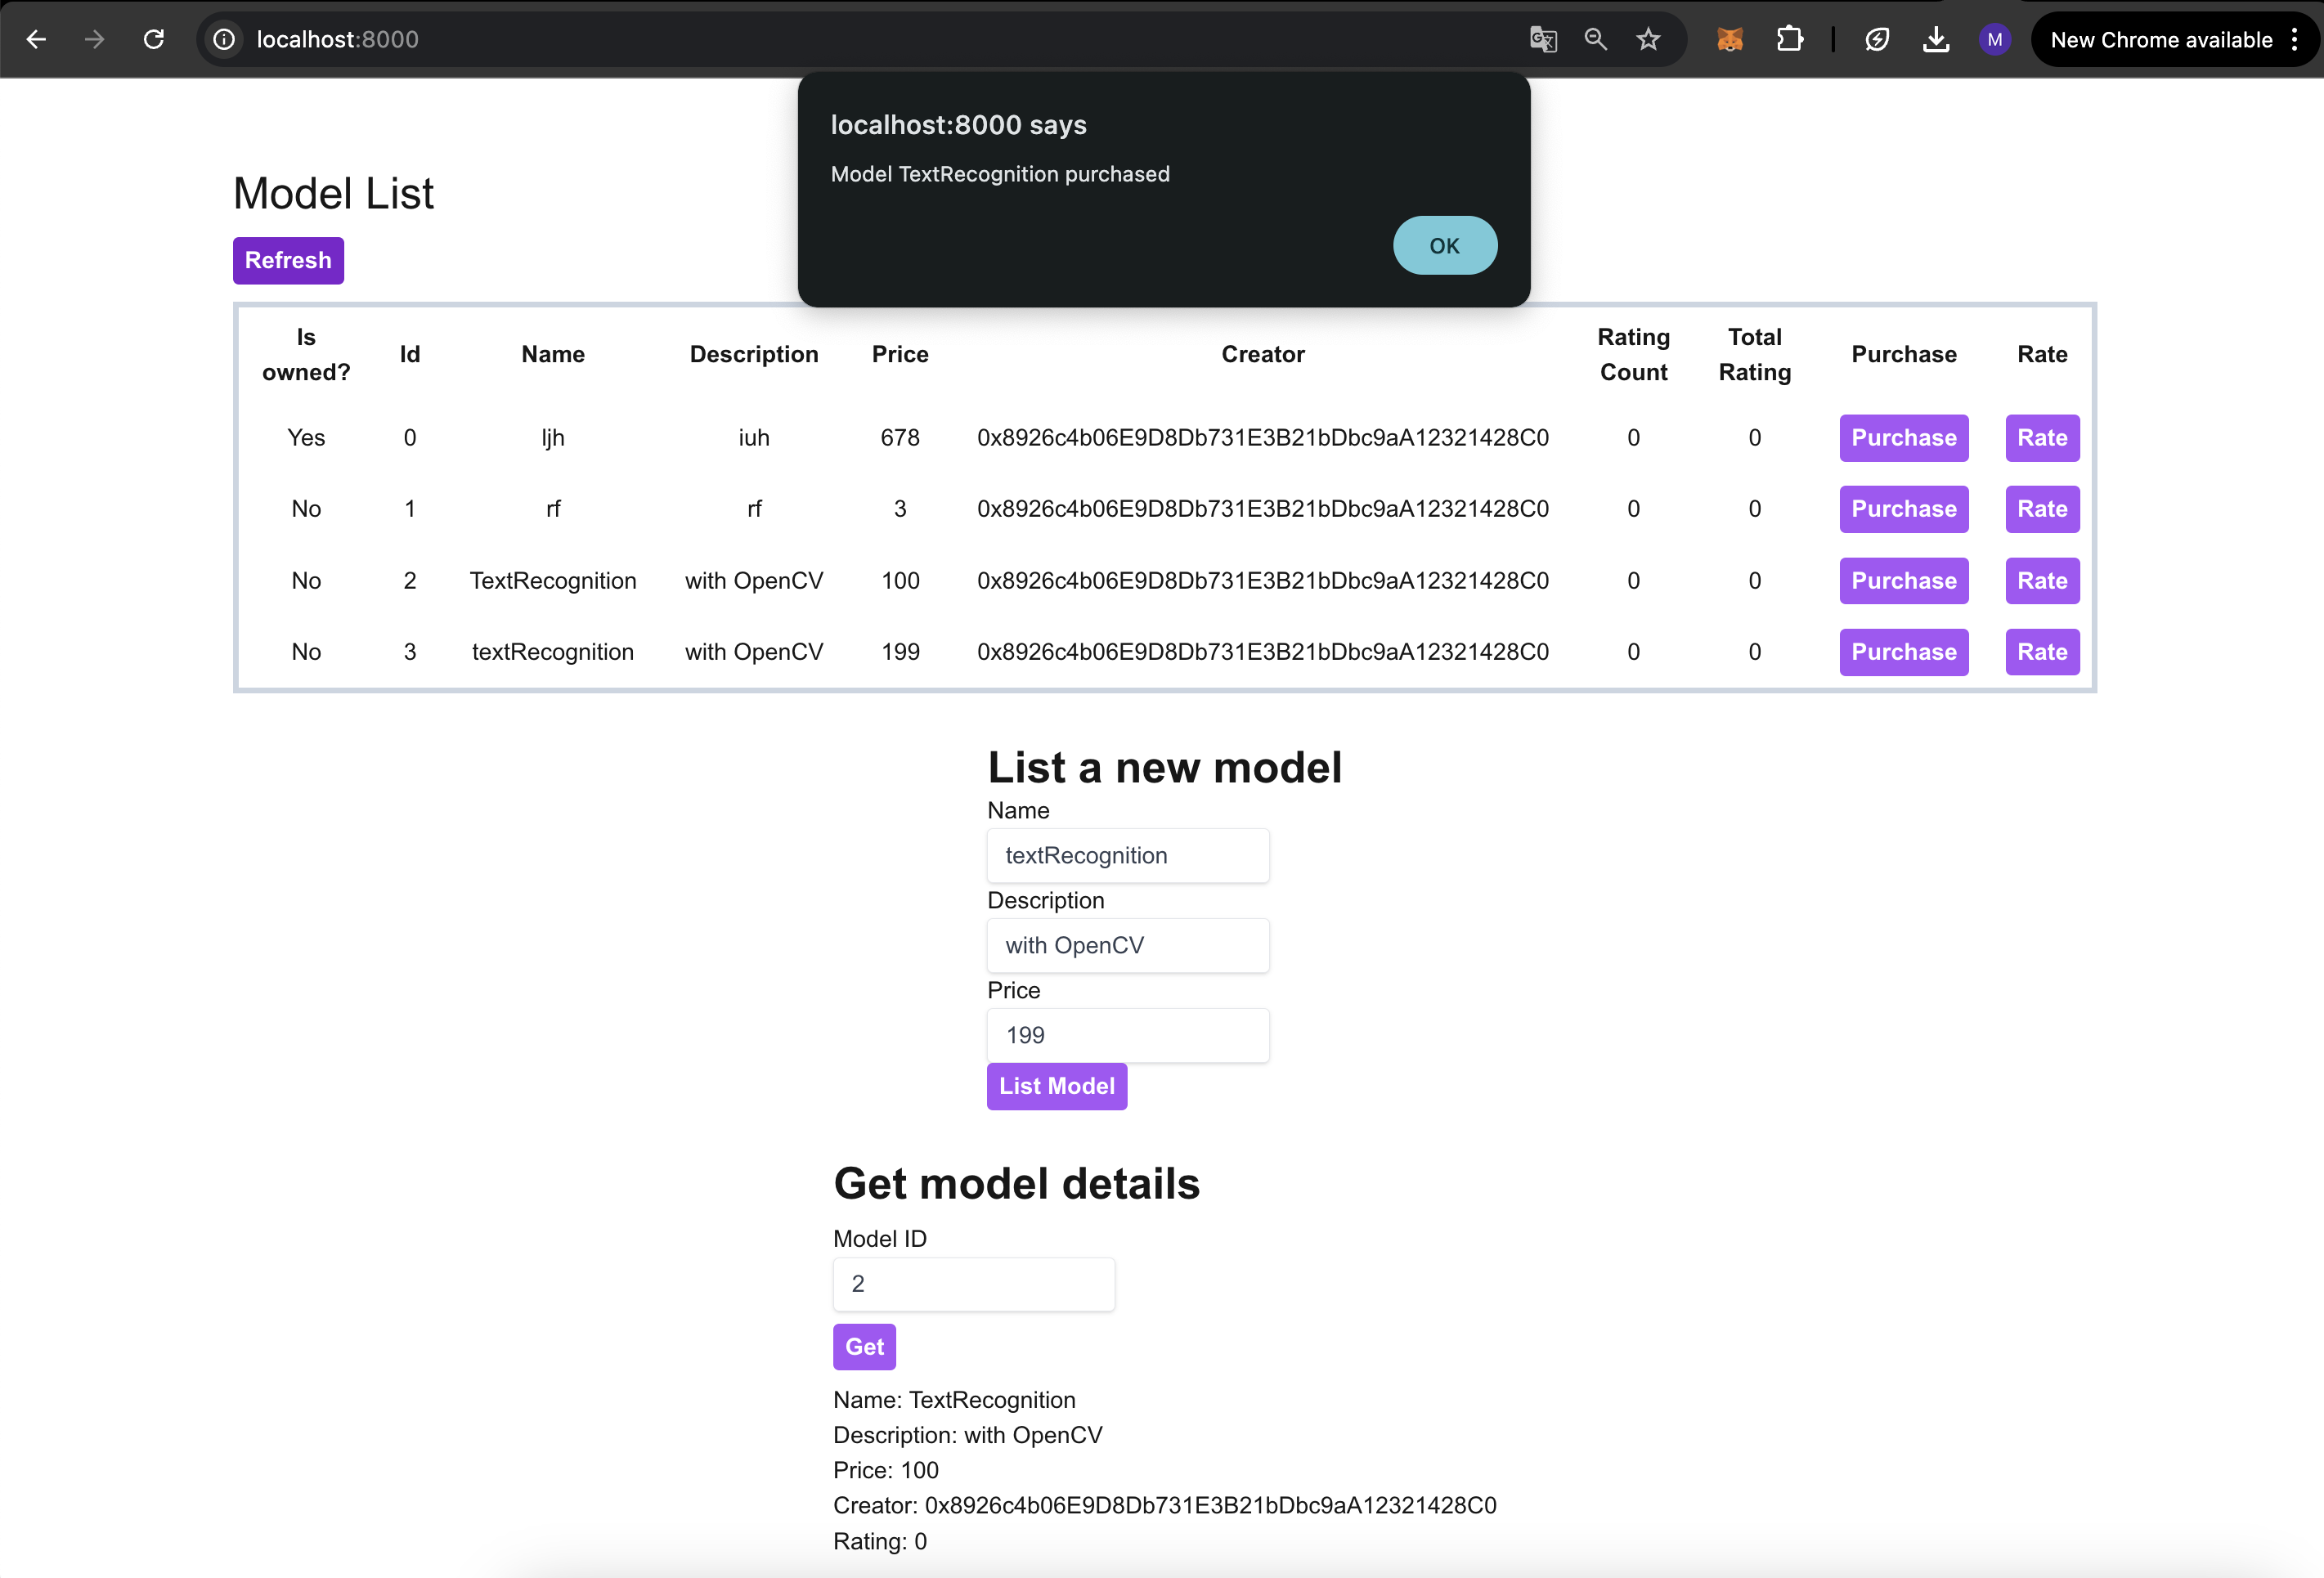 localhost:8000
M
New Chrome available
localhost:8000 says
Model TextRecognition purchased
OK
Model List
Refresh
Is owned? Id Name Description Price Creator Rating Count Total Rating Purchase Rate
Yes 0 ljh iuh 678 0x8926c4b06E9D8Db731E3B21bDbc9aA12321428C0 0 0 Purchase Rate
No 1 rf rf 3 0x8926c4b06E9D8Db731E3B21bDbc9aA12321428C0 0 0 Purchase Rate
No 2 TextRecognition with OpenCV 100 0x8926c4b06E9D8Db731E3B21bDbc9aA12321428C0 0 0 Purchase Rate
No 3 textRecognition with OpenCV 199 0x8926c4b06E9D8Db731E3B21bDbc9aA12321428C0 0 0 Purchase Rate
List a new model
Name
textRecognition
Description
with OpenCV
Price
199
List Model
Get model details
Model ID
2
Get
Name: TextRecognition
Description: with OpenCV
Price: 100
Creator: 0x8926c4b06E9D8Db731E3B21bDbc9aA12321428C0
Rating: 0